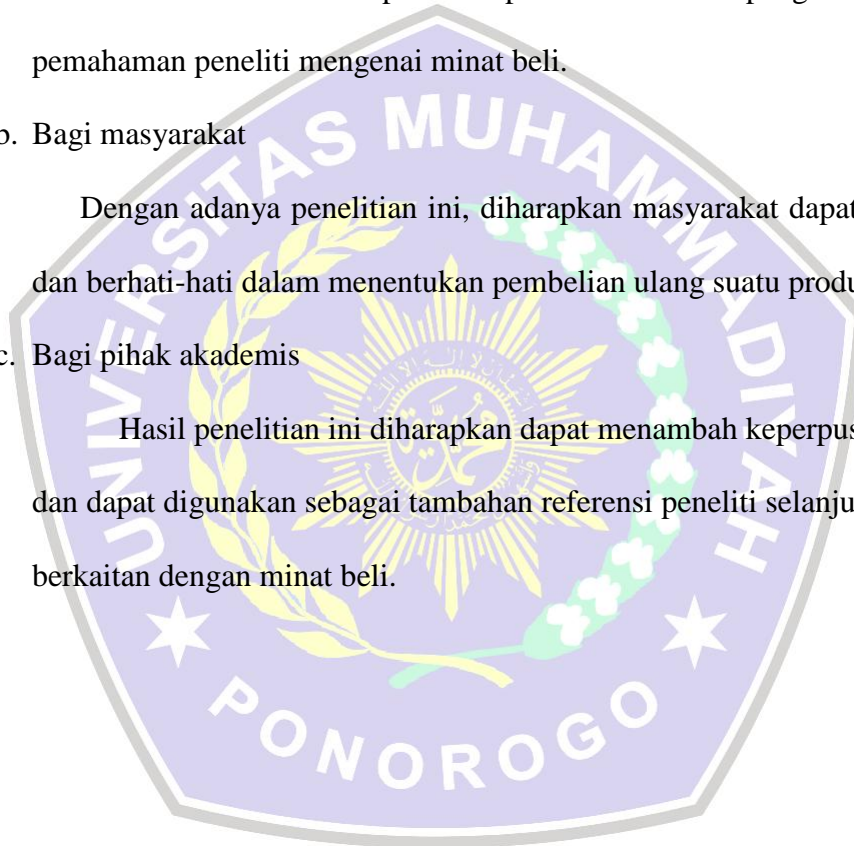 pemahaman peneliti mengenai minat beli.
b. Bagi masyarakat
Dengan adanya penelitian ini, diharapkan masyarakat dapat
dan berhati-hati dalam menentukan pembelian ulang suatu produ
c. Bagi pihak akademis
Hasil penelitian ini diharapkan dapat menambah keperpus
dan dapat digunakan sebagai tambahan referensi peneliti selanju
berkaitan dengan minat beli.
UNIVERSITAS MUHAMMADIYAH
PONOROGO